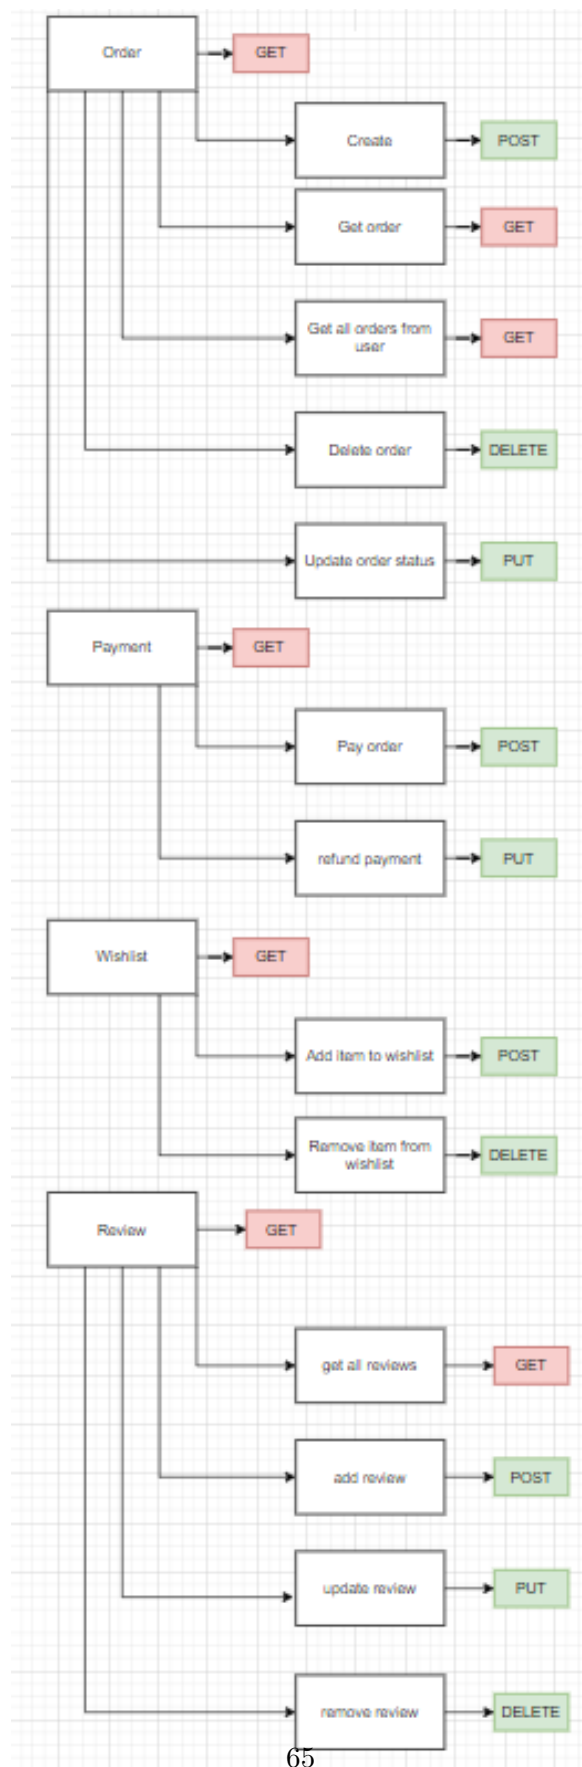 Order
GET
Create
POST
Get order
GET
Get all orders from
user
GET
Delete order
DELETE
Update order status
PUT
Payment
GET
Pay order
POST
refund payment
PUT
Wishlist
GET
Add item to wishlist
POST
Remove item from
wishlist
DELETE
Review
GET
get all reviews
GET
add review
POST
update review
PUT
remove review
DELETE
65